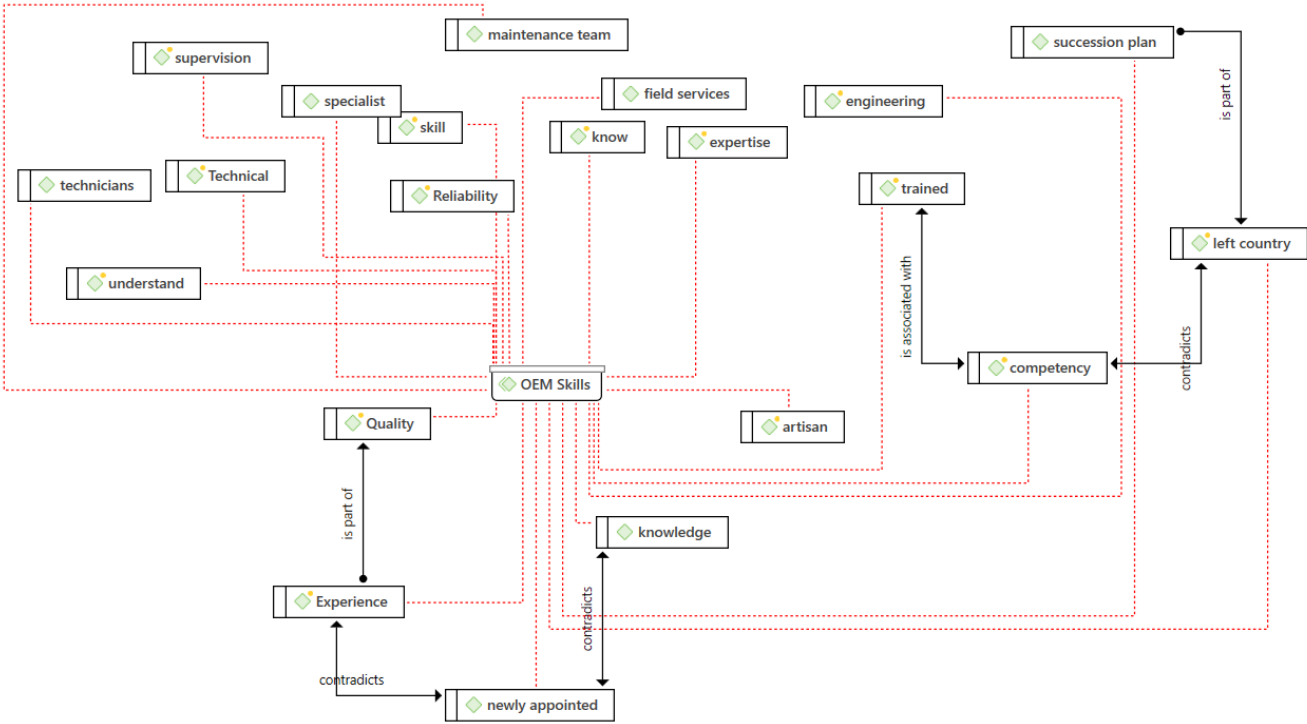 maintenance team
succession plan
supervision
is part of
specialist
field services
engineering
skill
know
expertise
technicians
Technical
Reliability
trained
left country
understand
is associated with
contradicts
competency
OEM Skills
Quality
artisan
is part of
knowledge
Experience
contradicts
contradicts
newly appointed